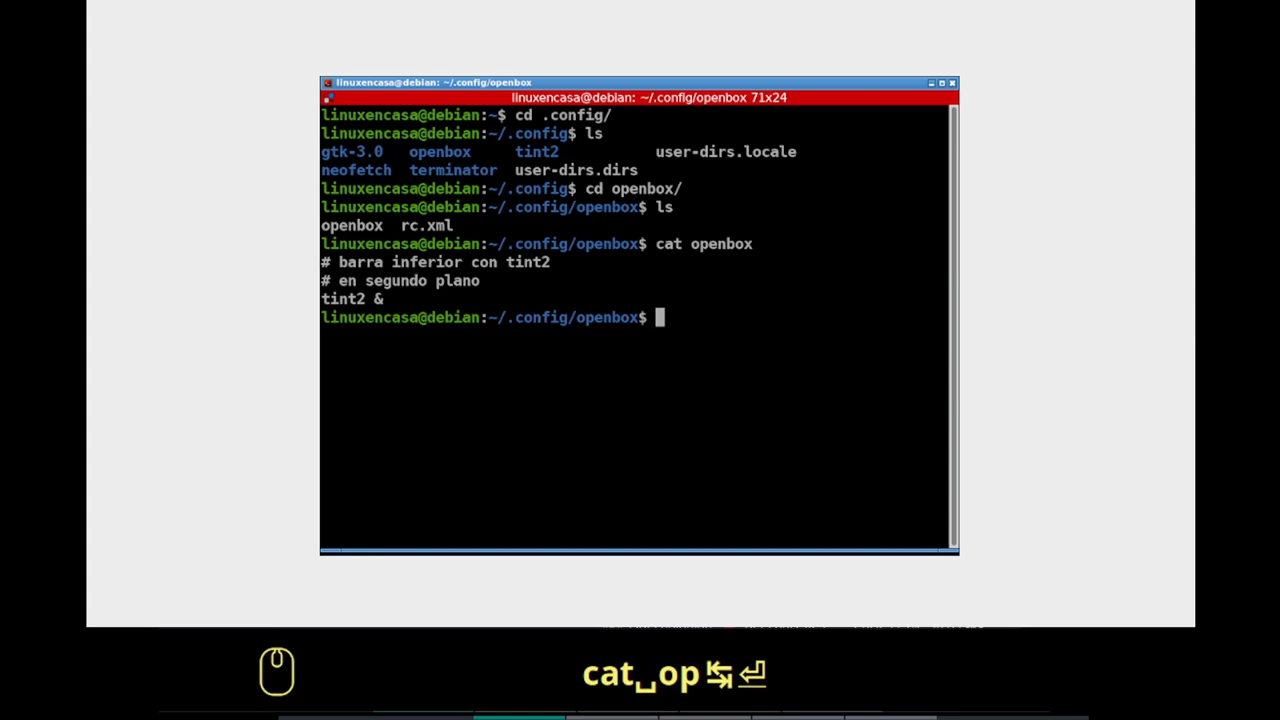 linuxencasa@debian: ~/.config/openbox
linuxencasa@debian: ~/.config/openbox 71x24
linuxencasa@debian:~$ cd .config/
linuxencasa@debian:~/.config$ ls
gtk-3.0 openbox tint2 user-dirs.locale
neofetch terminator user-dirs.dirs
linuxencasa@debian:~/.config$ cd openbox/
linuxencasa@debian:~/.config/openbox$ ls
openbox rc.xml
linuxencasa@debian:~/.config/openbox$ cat openbox
# barra inferior con tint2
# en segundo plano
tint2 &
linuxencasa@debian:~/.config/openbox$
cat␣op↹⏎